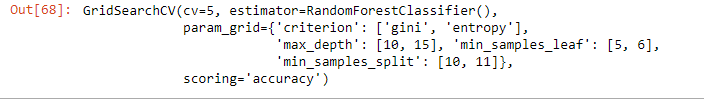 Out[68]: GridSearchCV(cv=5, estimator=RandomForestClassifier(),
param_grid={'criterion': ['gini', 'entropy'],
'max_depth': [10, 15], 'min_samples_leaf': [5, 6],
'min_samples_split': [10, 11]},
scoring='accuracy')